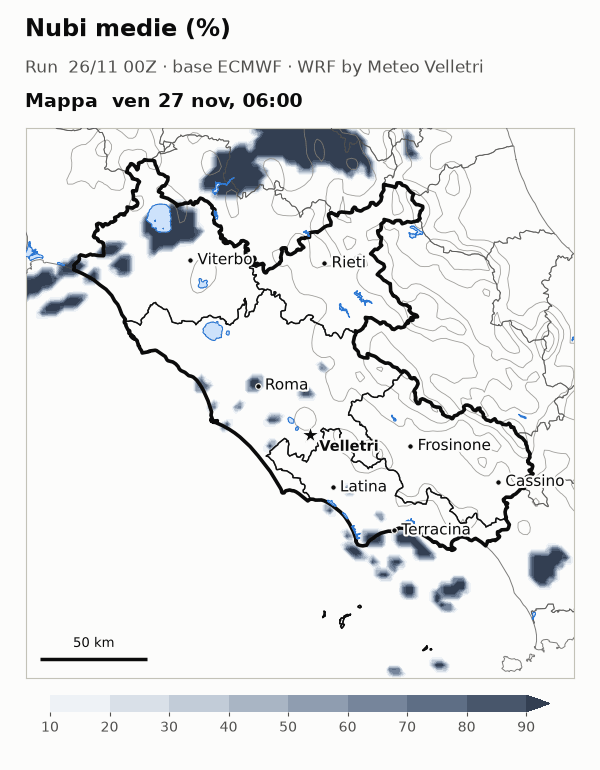 Nubi medie (%)
Run 26/11 00Z · base ECMWF · WRF by Meteo Velletri
Mappa ven 27 nov, 06:00
Viterbo
Rieti
Roma
Velletri
Frosinone
Cassino
Latina
Terracina
50 km
10 20 30 40 50 60 70 80 90